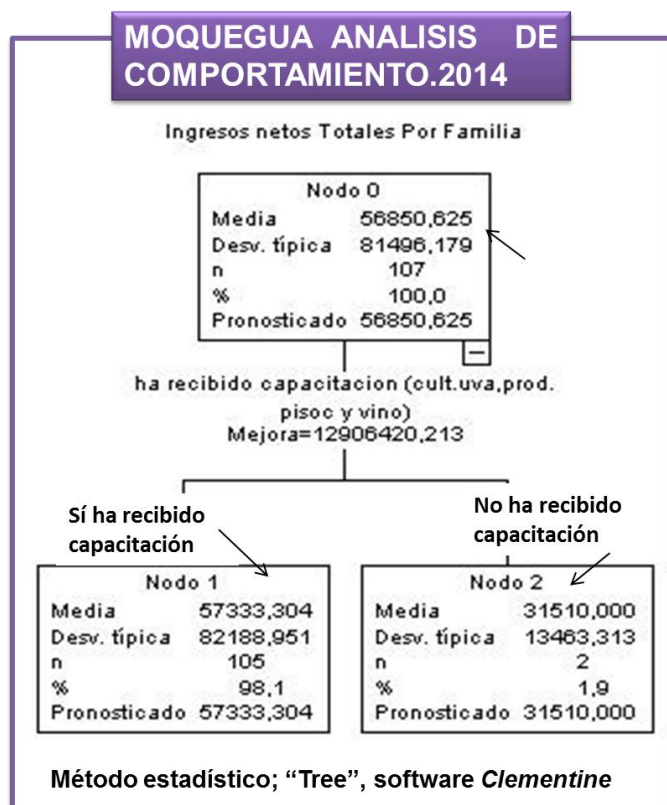 MOQUEGUA ANALISIS DE
COMPORTAMIENTO.2014
Ingresos netos Totales Por Familia
Nodo 0
Media 56850,625
Desv. típica 81496,179
n 107
% 100,0
Pronosticado 56850,625
ha recibido capacitacion (cult.uva,prod.
pisoc y vino)
Mejora=12906420,213
Sí ha recibido
capacitación
No ha recibido
capacitación
Nodo 1
Media 57333,304
Desv. típica 82188,951
n 105
% 98,1
Pronosticado 57333,304
Nodo 2
Media 31510,000
Desv. típica 13463,313
n 2
% 1,9
Pronosticado 31510,000
Método estadístico; “Tree”, software Clementine